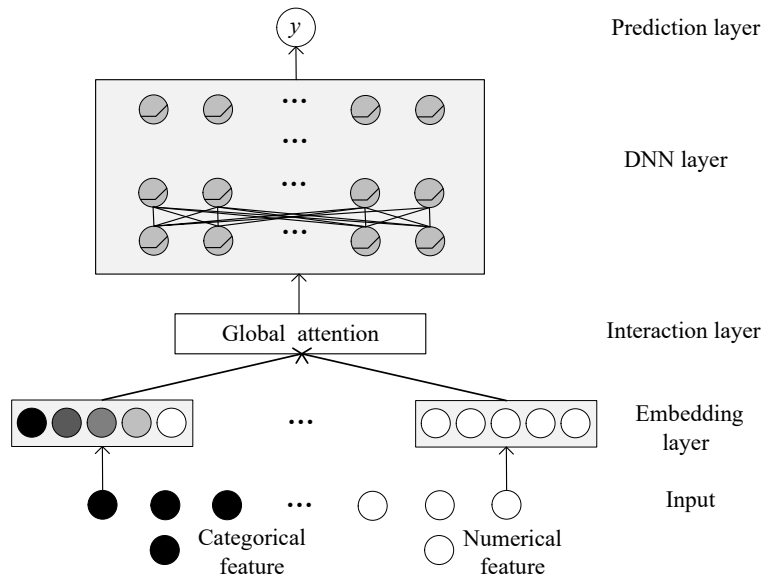 y
Prediction layer
DNN layer
Global attention
Interaction layer
Embedding
layer
Input
Categorical
feature
Numerical
feature